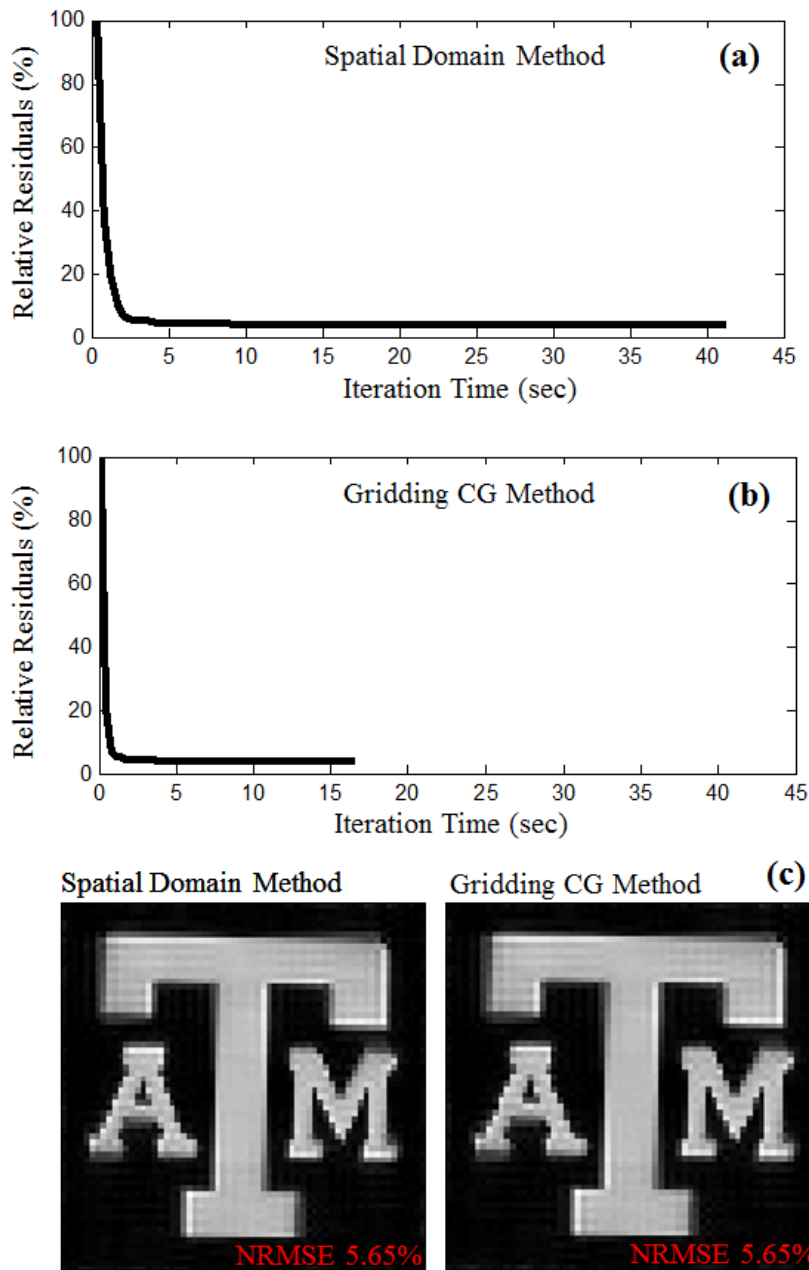 100
80
60
40
20
0
Relative Residuals (%)
Spatial Domain Method
(a)
0 5 10 15 20 25 30 35 40 45
Iteration Time (sec)
100
80
60
40
20
0
Relative Residuals (%)
Gridding CG Method
(b)
0 5 10 15 20 25 30 35 40 45
Iteration Time (sec)
Spatial Domain Method
Gridding CG Method
(c)
A T M
NRMSE 5.65%
A T M
NRMSE 5.65%